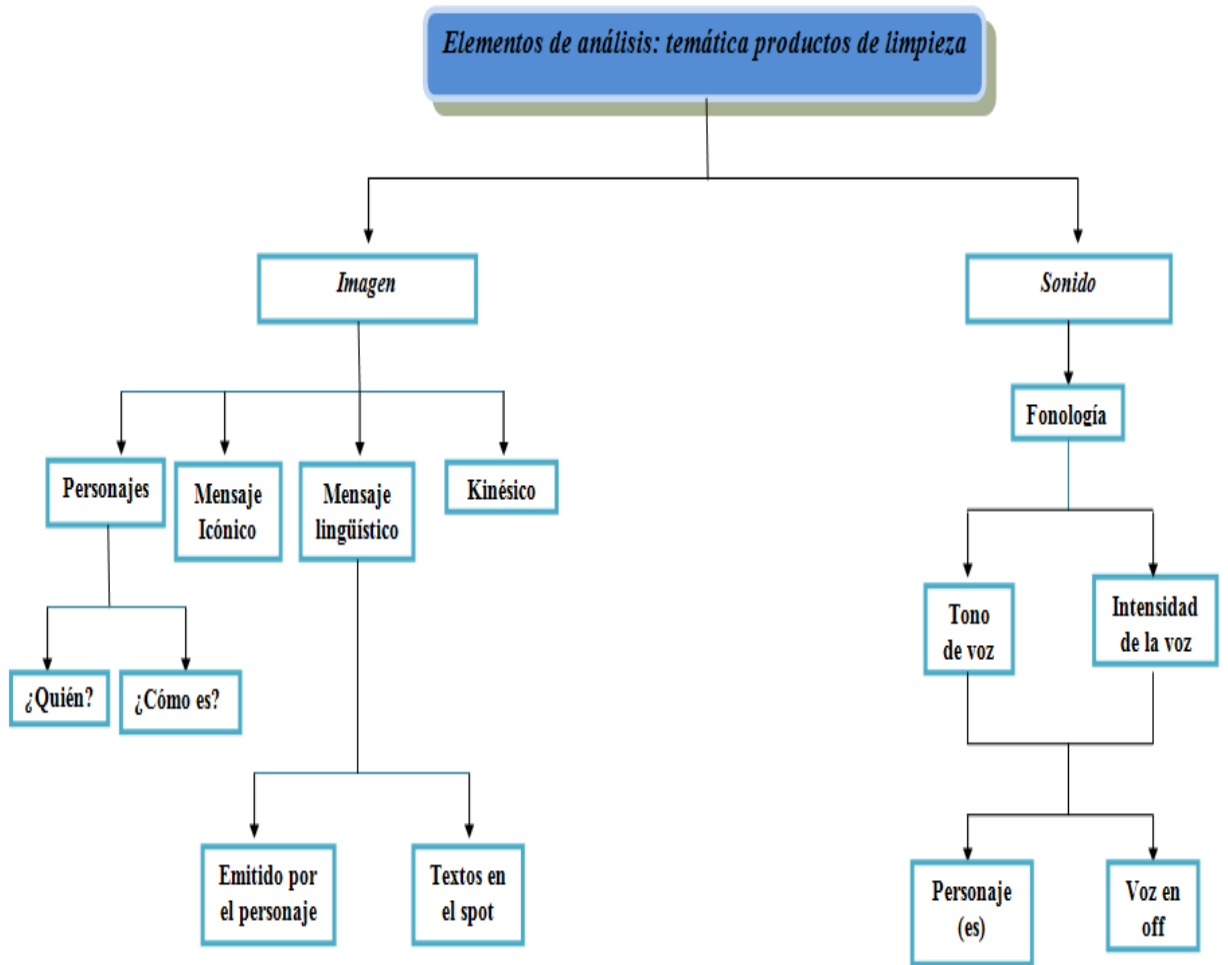 Elementos de análisis: temática productos de limpieza
Imagen
Sonido
Fonología
Personajes
Mensaje
Icónico
Mensaje
lingüístico
Kinésico
Tono
de voz
Intensidad
de la voz
¿Quién?
¿Cómo es?
Emitido por
el personaje
Textos en
el spot
Personaje
(es)
Voz en
off